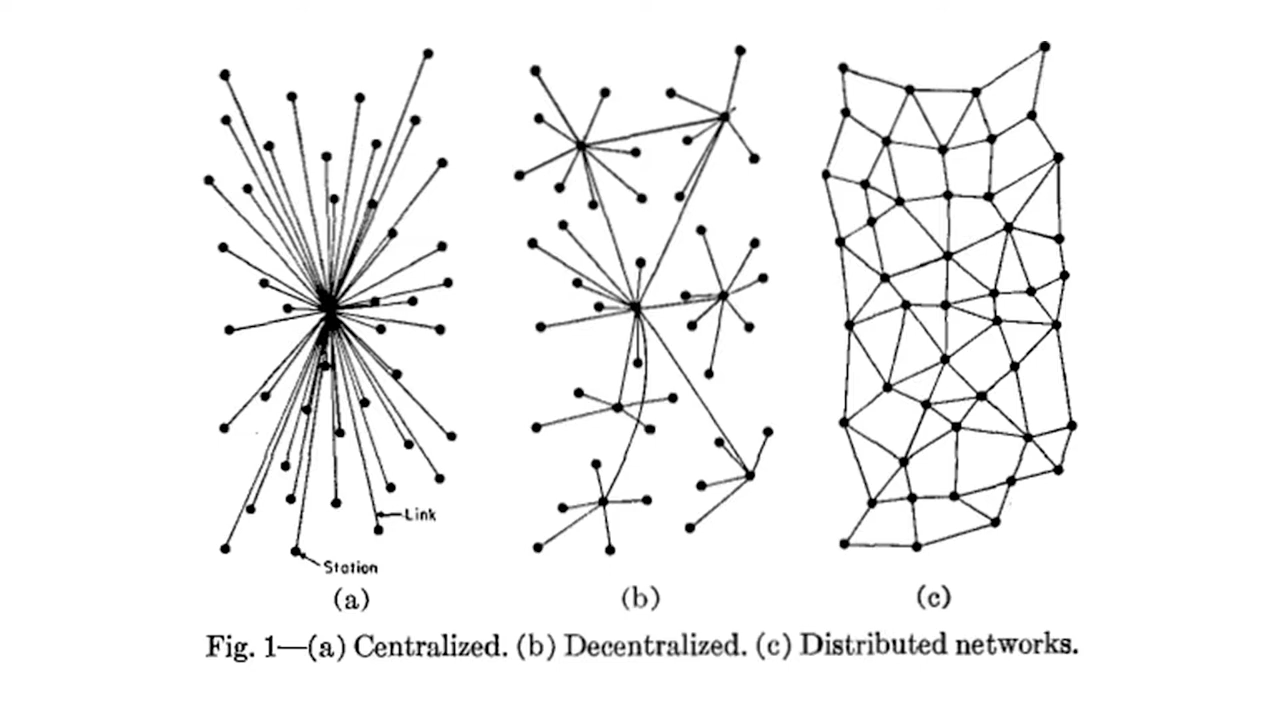 Link
Station
(a)
(b)
(c)
Fig. 1—(a) Centralized. (b) Decentralized. (c) Distributed networks.